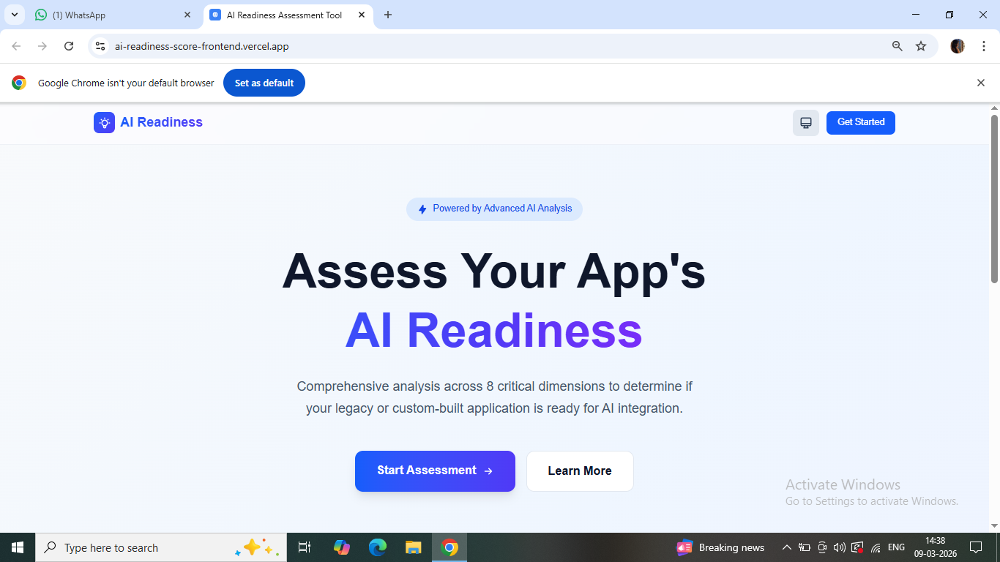 (1) WhatsApp
AI Readiness Assessment Tool
ai-readiness-score-frontend.vercel.app
Google Chrome isn't your default browser
Set as default
AI Readiness
Get Started
Powered by Advanced AI Analysis
Assess Your App's
AI Readiness
Comprehensive analysis across 8 critical dimensions to determine if
your legacy or custom-built application is ready for AI integration.
Start Assessment →
Learn More
Activate Windows
Go to Settings to activate Windows.
Type here to search
Breaking news
ENG
14:38
09-03-2026